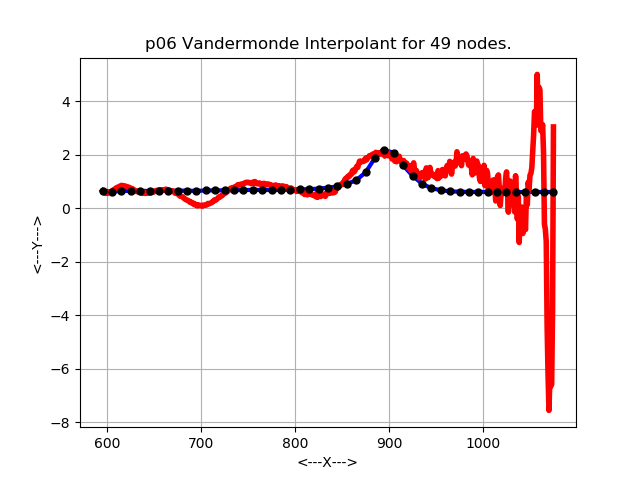 p06 Vandermonde Interpolant for 49 nodes.
4
2
0
−2
−4
−6
−8
<---Y--->
600 700 800 900 1000
<---X--->